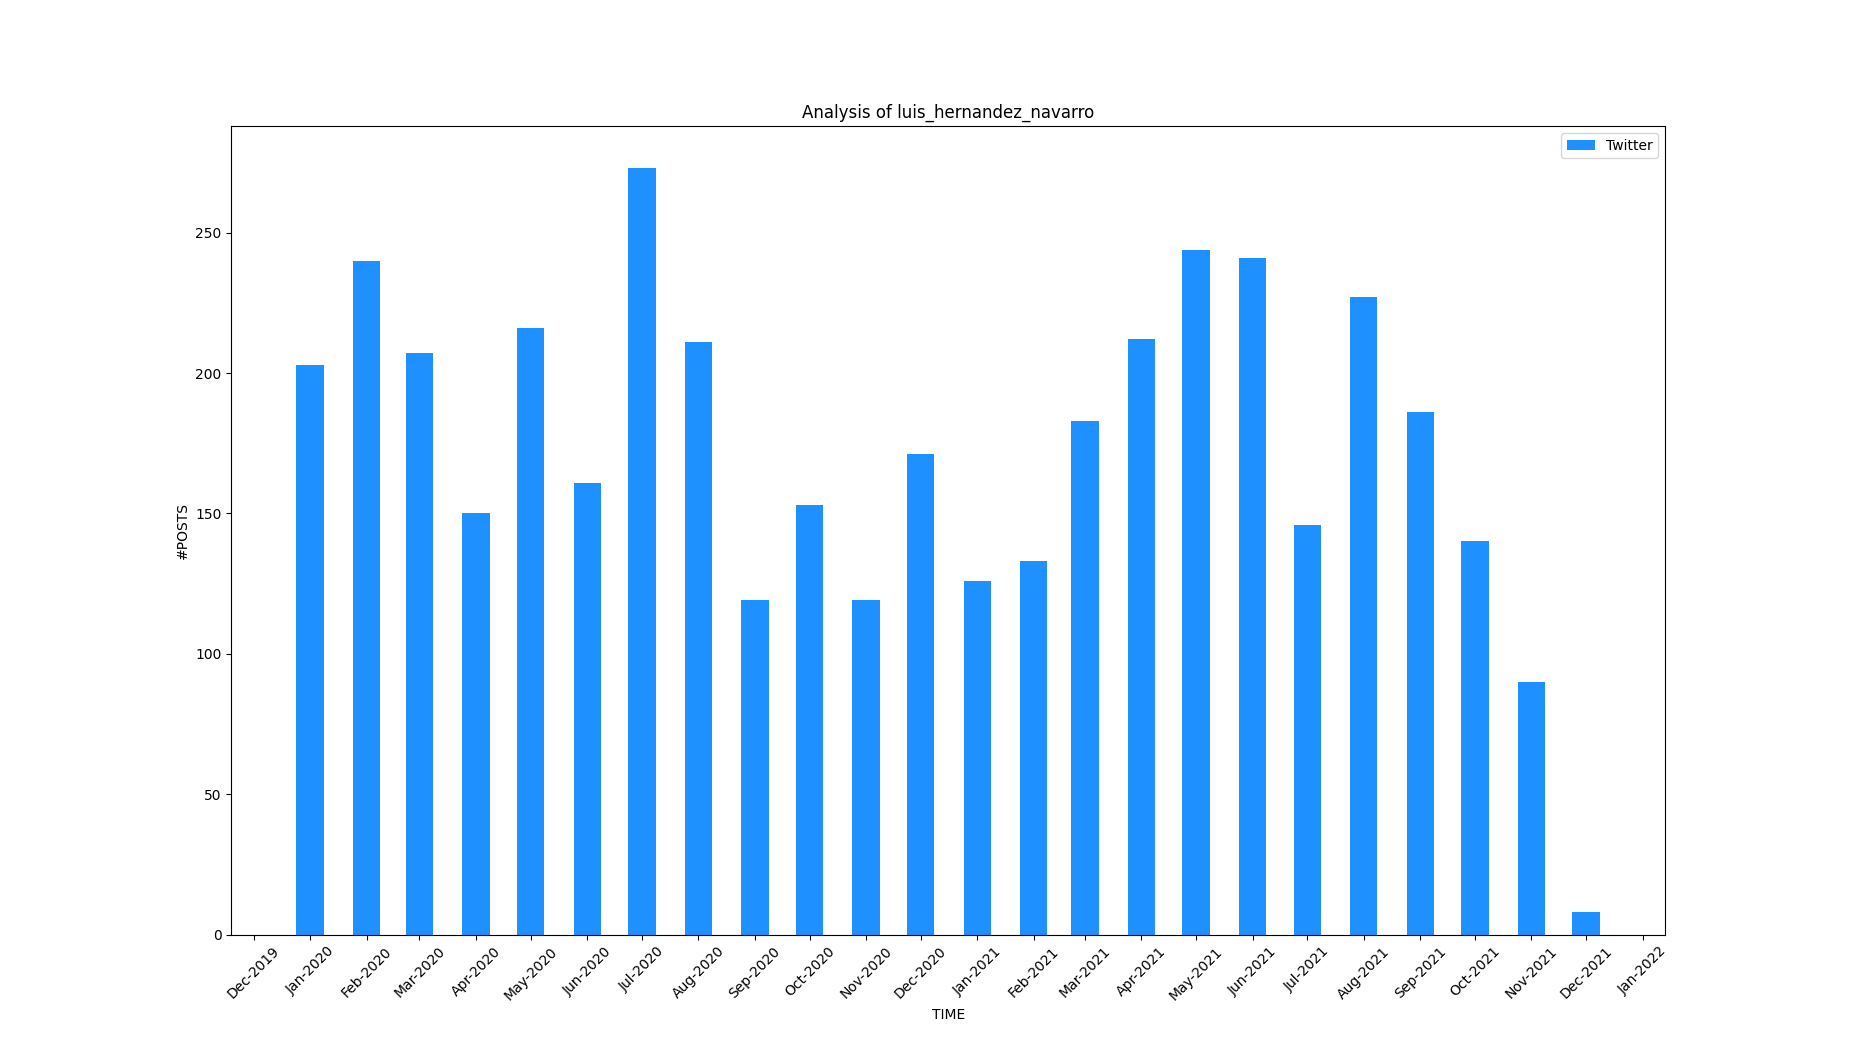 Analysis of luis_hernandez_navarro
Twitter
#POSTS
250
200
150
100
50
0
Dec-2019
Jan-2020
Feb-2020
Mar-2020
Apr-2020
May-2020
Jun-2020
Jul-2020
Aug-2020
Sep-2020
Oct-2020
Nov-2020
Dec-2020
Jan-2021
Feb-2021
Mar-2021
Apr-2021
May-2021
Jun-2021
Jul-2021
Aug-2021
Sep-2021
Oct-2021
Nov-2021
Dec-2021
Jan-2022
TIME